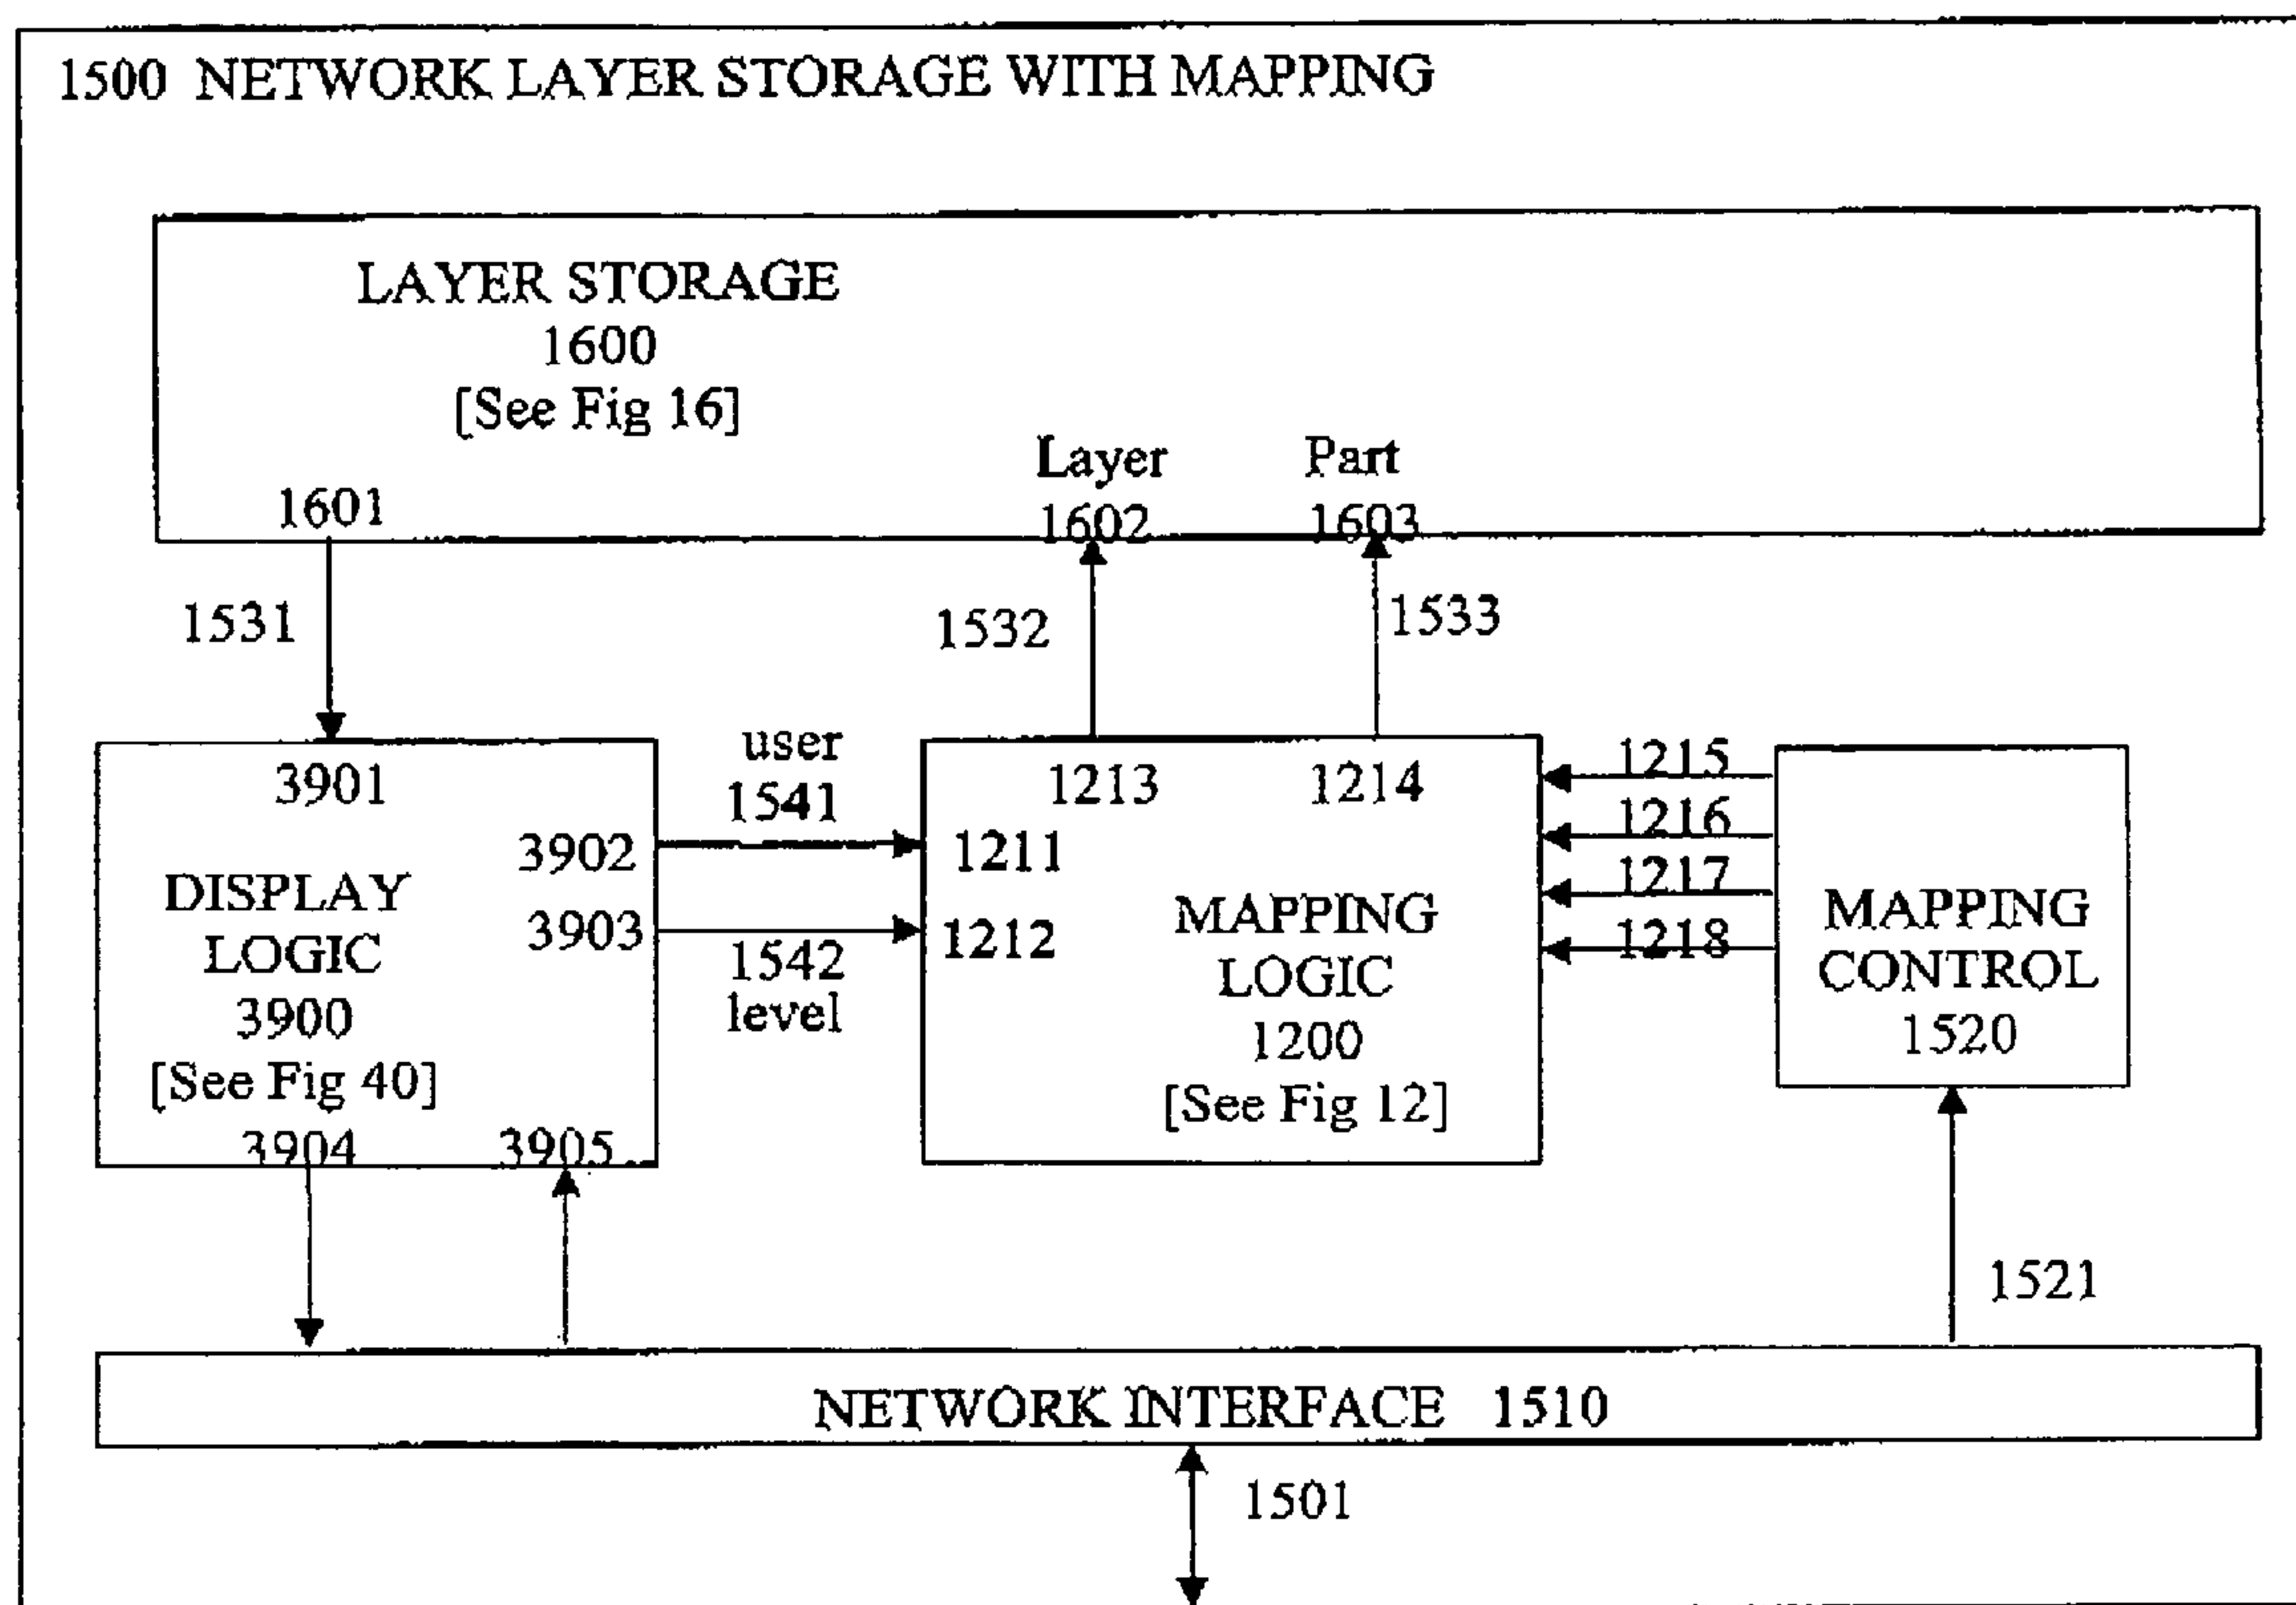 1500 NETWORK LAYER STORAGE WITH MAPPING
LAYER STORAGE
1600
[See Fig 16]
Layer
Part
1601
1602
1603
1531
1532
1533
user
1541
3901
1213
1214
1215
1216
1217
1218
3902
1211
3903
1212
1542
level
DISPLAY
LOGIC
3900
[See Fig 40]
3904
3905
MAPPING
LOGIC
1200
[See Fig 12]
MAPPING
CONTROL
1520
1521
NETWORK INTERFACE 1510
1501